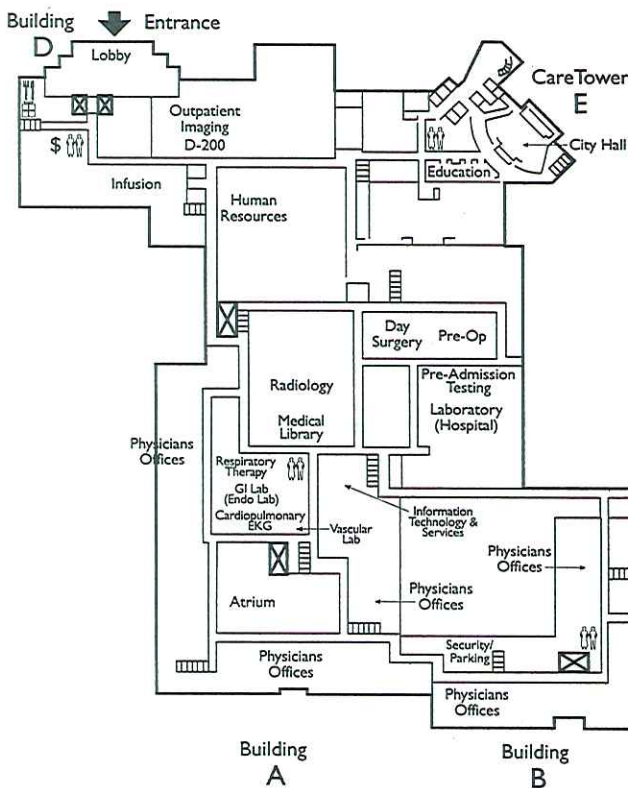 Building
D
Entrance
Lobby
Outpatient
Imaging
D-200
$
Infusion
Human
Resources
CareTower
E
City Hall
Education
Day
Surgery
Pre-Op
Radiology
Medical
Library
Pre-Admission
Testing
Laboratory
(Hospital)
Physicians
Offices
Respiratory
Therapy
GI Lab
(Endo Lab)
Cardiopulmonary
EKG
Vascular
Lab
Information
Technology &
Services
Physicians
Offices
Physicians
Offices
Atrium
Security/
Parking
Physicians
Offices
Physicians
Offices
Building
A
Building
B